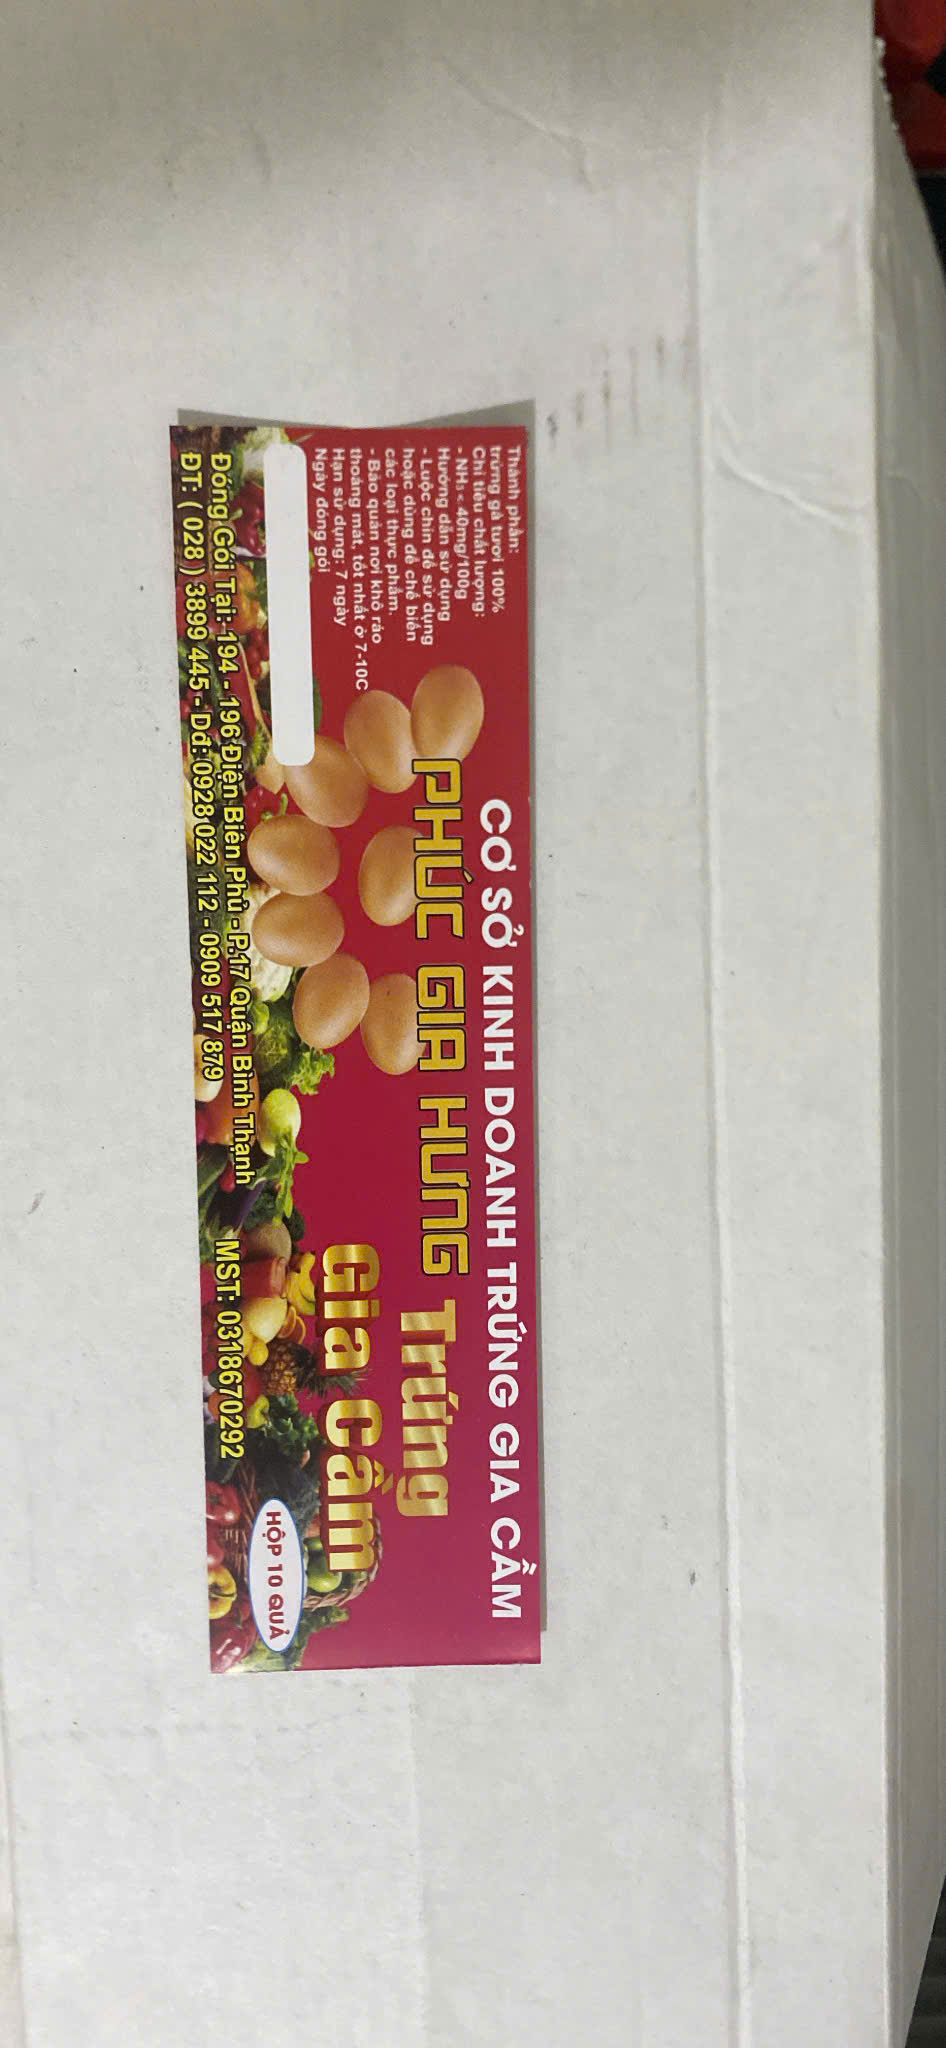 CƠ SỞ KINH DOANH TRỨNG GIA CẦM
PHÚC GIA HƯNG
Trứng
Gia Cầm
Thành phần:
trứng gà tươi 100%
Chỉ tiêu chất lượng:
- NH₃ < 40mg/100g
Hướng dẫn sử dụng
- Luộc chín để sử dụng
hoặc dùng để chế biến
các loại thực phẩm.
- Bảo quản nơi khô ráo
thoáng mát, tốt nhất ở 7-10C
Hạn sử dụng: 7 ngày
Ngày đóng gói
HỘP 10 QUẢ
Đóng Gói Tại: 194 - 196 Điện Biên Phủ - P.17 Quận Bình Thạnh
MST: 0318670292
ĐT: ( 028 ) 3899 445 - Dđ: 0928 022 112 - 0909 517 879